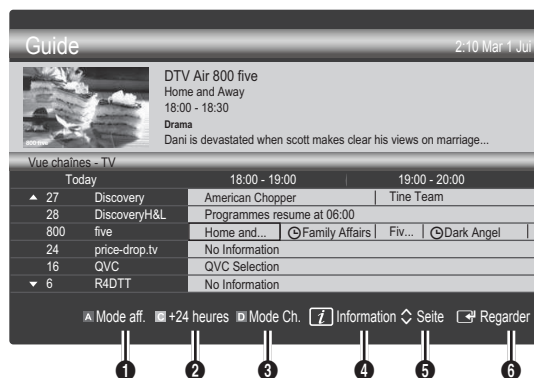 Guide
2:10 Mar 1 Jul
800 five
DTV Air 800 five
Home and Away
18:00 - 18:30
Drama
Dani is devastated when scott makes clear his views on marriage...
Vue chaînes - TV
Today 18:00 - 19:00 19:00 - 20:00
▲ 27 Discovery American Chopper Tine Team
28 DiscoveryH&L Programmes resume at 06:00
800 five Home and... Family Affairs Fiv... Dark Angel
24 price-drop.tv No Information
16 QVC QVC Selection
▼ 6 R4DTT No Information
A Mode aff. C +24 heures D Mode Ch. i Information Seite Regarder
1 2 3 4 5 6